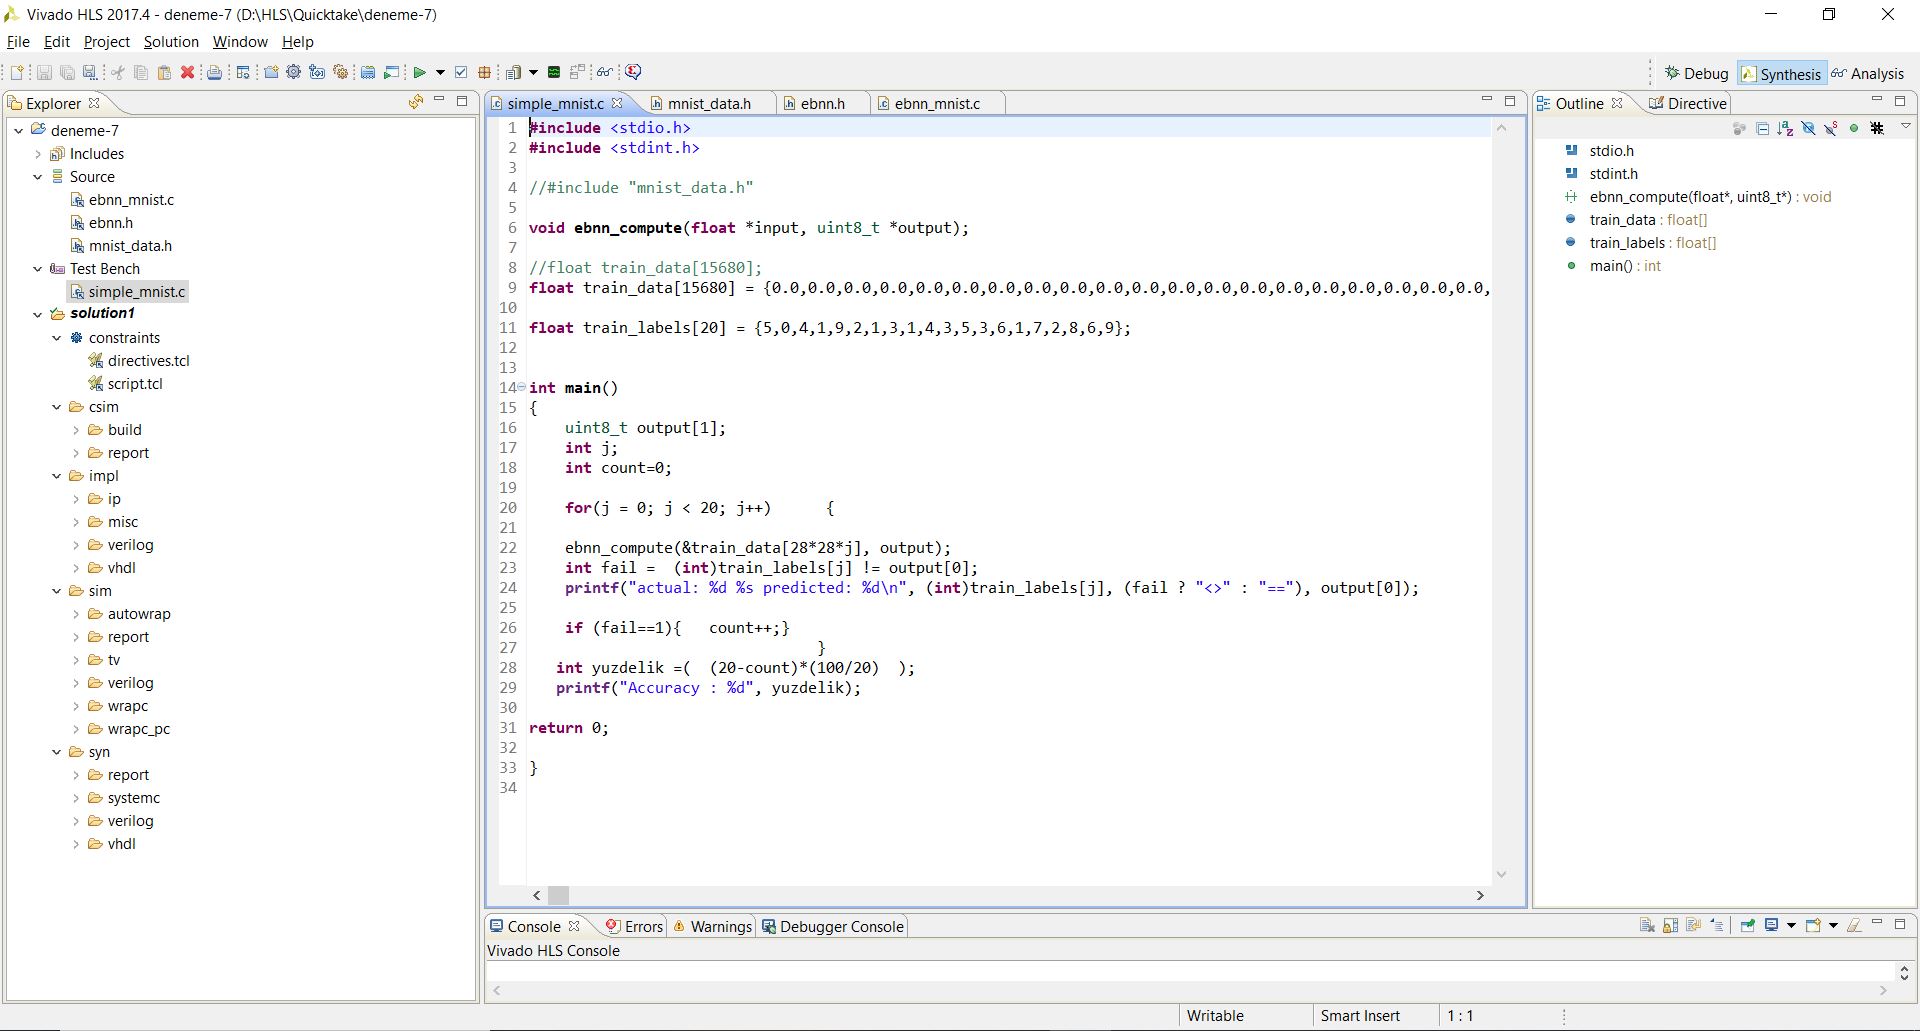 Vivado HLS 2017.4 - deneme-7 (D:\HLS\Quicktake\deneme-7)
File Edit Project Solution Window Help
Debug Synthesis Analysis
Explorer
deneme-7
Includes
Source
ebnn_mnist.c
ebnn.h
mnist_data.h
Test Bench
simple_mnist.c
solution1
constraints
directives.tcl
script.tcl
csim
build
report
impl
ip
misc
verilog
vhdl
sim
autowrap
report
tv
verilog
wrapc
wrapc_pc
syn
report
systemc
verilog
vhdl
simple_mnist.c mnist_data.h ebnn.h ebnn_mnist.c
1 #include <stdio.h>
2 #include <stdint.h>
3
4 //#include "mnist_data.h"
5
6 void ebnn_compute(float *input, uint8_t *output);
7
8 //float train_data[15680];
9 float train_data[15680] = {0.0,0.0,0.0,0.0,0.0,0.0,0.0,0.0,0.0,0.0,0.0,0.0,0.0,0.0,0.0,0.0,0.0,0.0,0.0,0.0,
10
11 float train_labels[20] = {5,0,4,1,9,2,1,3,1,4,3,5,3,6,1,7,2,8,6,9};
12
13
14 int main()
15 {
16 uint8_t output[1];
17 int j;
18 int count=0;
19
20 for(j = 0; j < 20; j++) {
21
22 ebnn_compute(&train_data[28*28*j], output);
23 int fail = (int)train_labels[j] != output[0];
24 printf("actual: %d %s predicted: %d\n", (int)train_labels[j], (fail ? "<>" : "=="), output[0]);
25
26 if (fail==1){ count++;}
27 }
28 int yuzdelik =( (20-count)*(100/20) );
29 printf("Accuracy : %d", yuzdelik);
30
31 return 0;
32
33 }
34
Outline Directive
stdio.h
stdint.h
ebnn_compute(float*, uint8_t*) : void
train_data : float[]
train_labels : float[]
main() : int
Console Errors Warnings Debugger Console
Vivado HLS Console
Writable Smart Insert 1 : 1